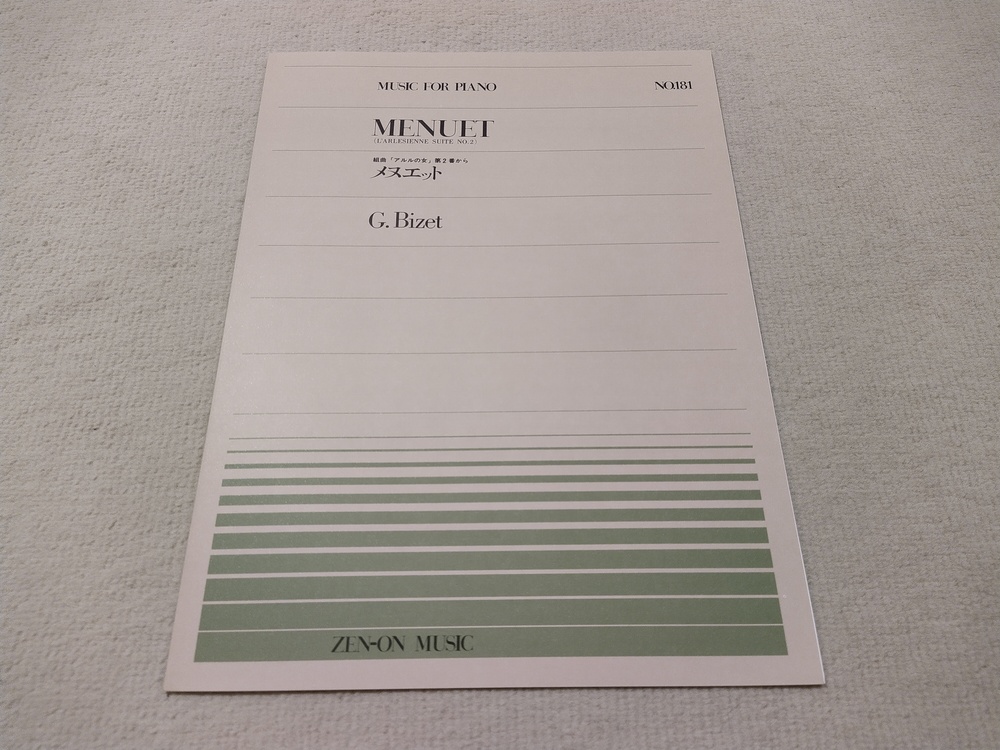 MUSIC FOR PIANO
NO.181
MENUET
(L'ARLESIENNE SUITE NO.2)
組曲「アルルの女」第2番から
メヌエット
G. Bizet
ZEN-ON MUSIC